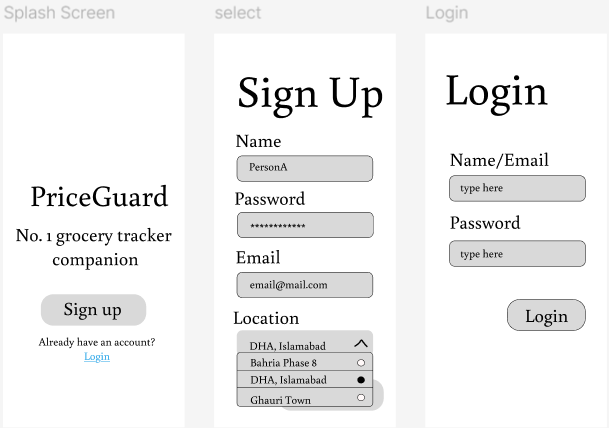 Splash Screen
PriceGuard
No. 1 grocery tracker
companion
Sign up
Already have an account?
Login
select
Sign Up
Name
PersonA
Password
************
Email
email@mail.com
Location
DHA, Islamabad
Bahria Phase 8
DHA, Islamabad
Ghauri Town
Login
Login
Name/Email
type here
Password
type here
Login